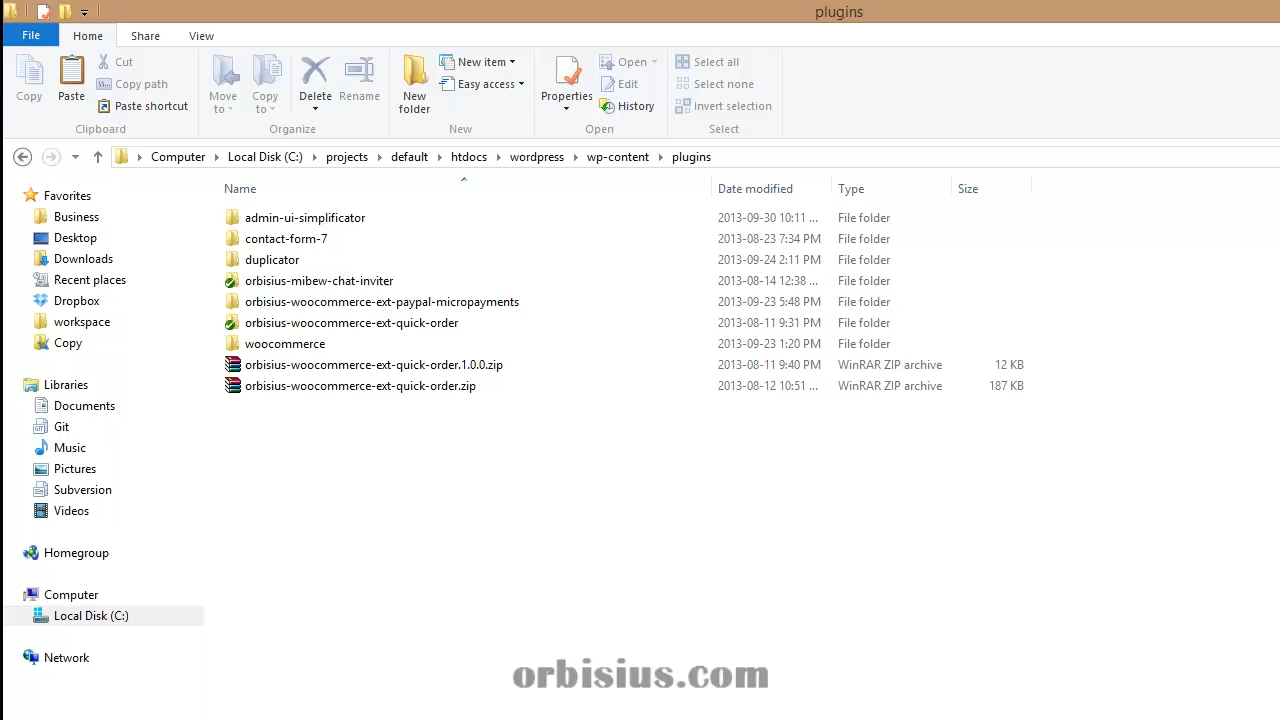 plugins
File Home Share View
Copy Paste Cut Copy path Paste shortcut
Clipboard
Move to Copy to Delete Rename
Organize
New folder New item Easy access
New
Properties Open Edit History
Open
Select all Select none Invert selection
Select
Computer Local Disk (C:) projects default htdocs wordpress wp-content plugins
Favorites
Business
Desktop
Downloads
Recent places
Dropbox
workspace
Copy
Libraries
Documents
Git
Music
Pictures
Subversion
Videos
Homegroup
Computer
Local Disk (C:)
Network
Name Date modified Type Size
admin-ui-simplificator 2013-09-30 10:11 ... File folder
contact-form-7 2013-08-23 7:34 PM File folder
duplicator 2013-09-24 2:11 PM File folder
orbisius-mibew-chat-inviter 2013-08-14 12:38 ... File folder
orbisius-woocommerce-ext-paypal-micropayments 2013-09-23 5:48 PM File folder
orbisius-woocommerce-ext-quick-order 2013-08-11 9:31 PM File folder
woocommerce 2013-09-23 1:20 PM File folder
orbisius-woocommerce-ext-quick-order.1.0.0.zip 2013-08-11 9:40 PM WinRAR ZIP archive 12 KB
orbisius-woocommerce-ext-quick-order.zip 2013-08-12 10:51 ... WinRAR ZIP archive 187 KB
orbisius.com